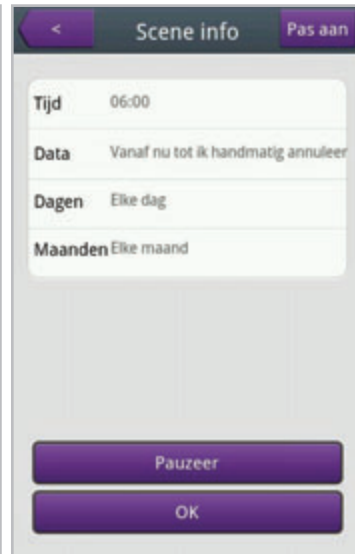 < Scene info Pas aan
Tijd 06:00
Data Vanaf nu tot ik handmatig annuleer
Dagen Elke dag
Maanden Elke maand
Pauzeer
OK